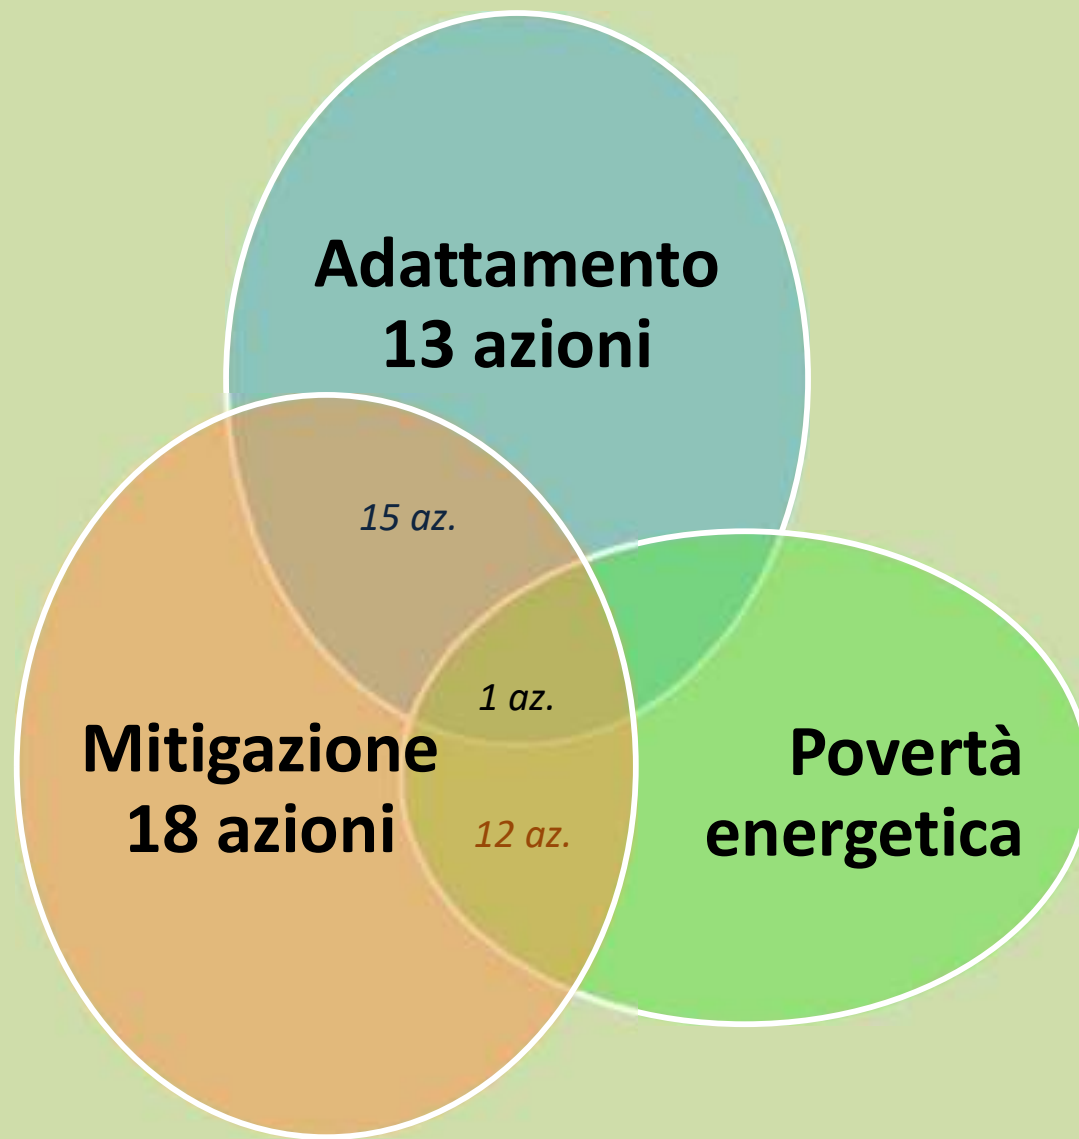 Adattamento
13 azioni
15 az.
1 az.
Mitigazione
18 azioni
12 az.
Povertà
energetica